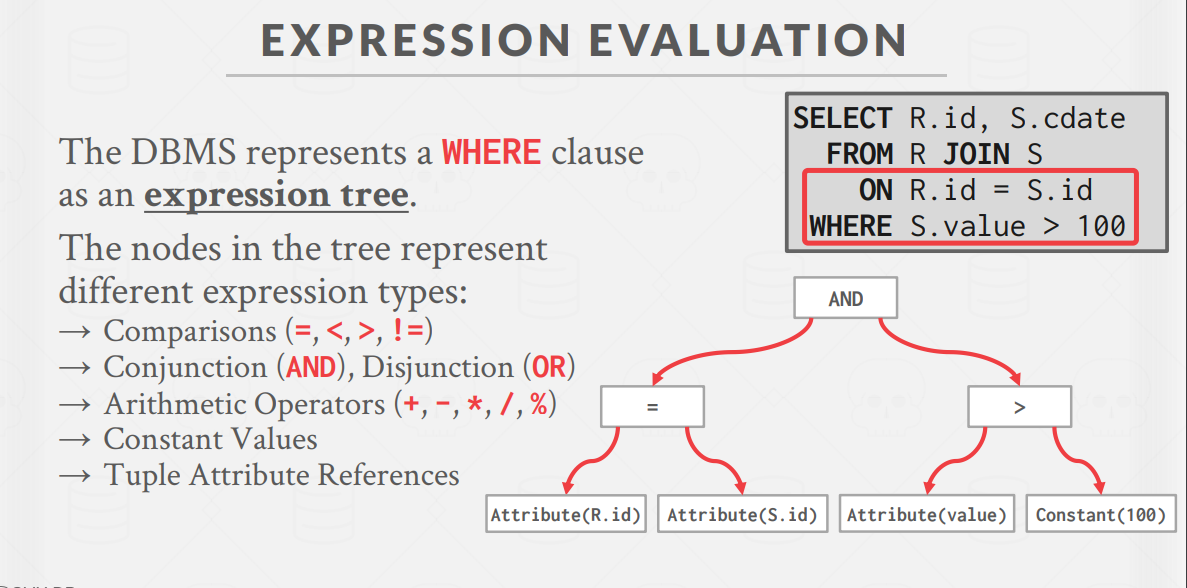 EXPRESSION EVALUATION
The DBMS represents a WHERE clause
as an expression tree.
The nodes in the tree represent
different expression types:
→ Comparisons (=, <, >, !=)
→ Conjunction (AND), Disjunction (OR)
→ Arithmetic Operators (+, -, *, /, %)
→ Constant Values
→ Tuple Attribute References
SELECT R.id, S.cdate
FROM R JOIN S
ON R.id = S.id
WHERE S.value > 100
AND
=
>
Attribute(R.id)
Attribute(S.id)
Attribute(value)
Constant(100)